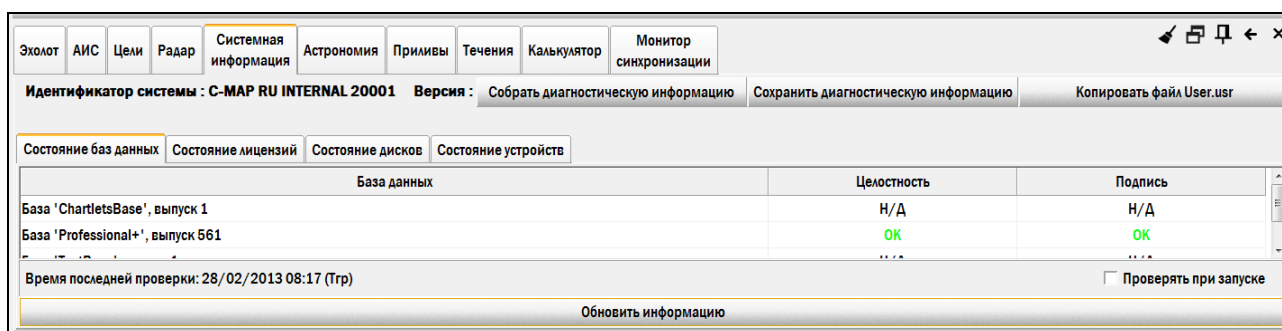 Эхолот АИС Цели Радар Системная информация Астрономия Приливы Течения Калькулятор Монитор синхронизации
Идентификатор системы : C-MAP RU INTERNAL 20001 Версия : Собрать диагностическую информацию Сохранить диагностическую информацию Копировать файл User.usr
Состояние баз данных Состояние лицензий Состояние дисков Состояние устройств
База данных Целостность Подпись
База 'ChartletsBase', выпуск 1 Н/Д Н/Д
База 'Professional+', выпуск 561 OK OK
Время последней проверки: 28/02/2013 08:17 (Тгр) Проверять при запуске
Обновить информацию